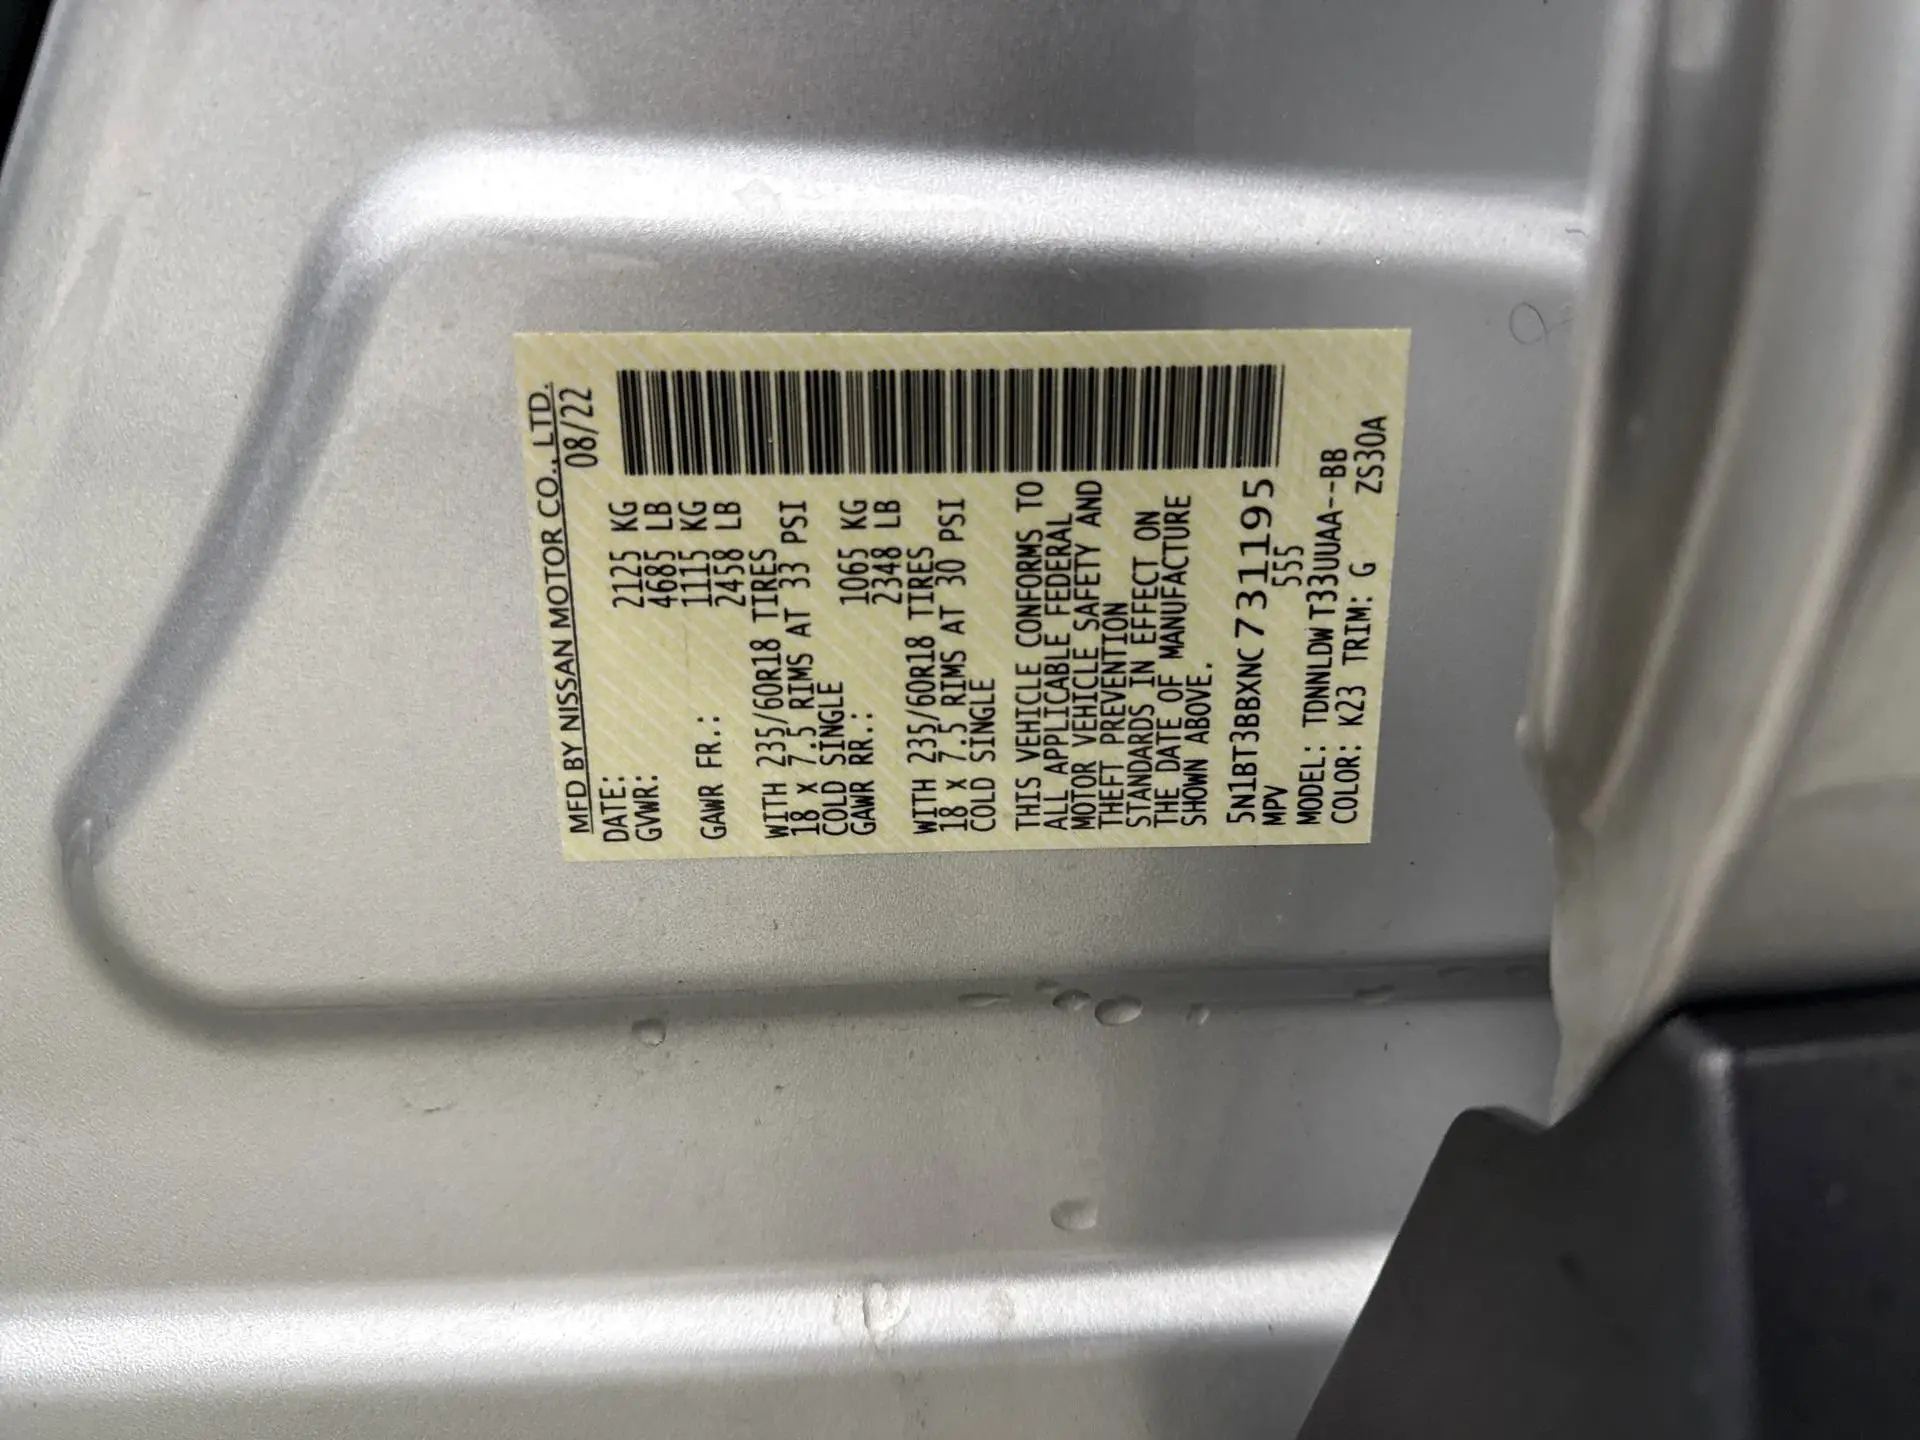 MFD BY NISSAN MOTOR CO., LTD.
DATE: 08/22
GVWR: 2125 KG
4685 LB
GAWR FR.: 1115 KG
2458 LB
WITH 235/60R18 TIRES
18 X 7.5 RIMS AT 33 PSI
COLD SINGLE
GAWR RR.: 1065 KG
2348 LB
WITH 235/60R18 TIRES
18 X 7.5 RIMS AT 30 PSI
COLD SINGLE
THIS VEHICLE CONFORMS TO
ALL APPLICABLE FEDERAL
MOTOR VEHICLE SAFETY AND
THEFT PREVENTION
STANDARDS IN EFFECT ON
THE DATE OF MANUFACTURE
SHOWN ABOVE.
5N1BT3BBXNC731195
MPV 555
MODEL: TDNNLDW T33UUAA--BB
COLOR: K23 TRIM: G ZS30A